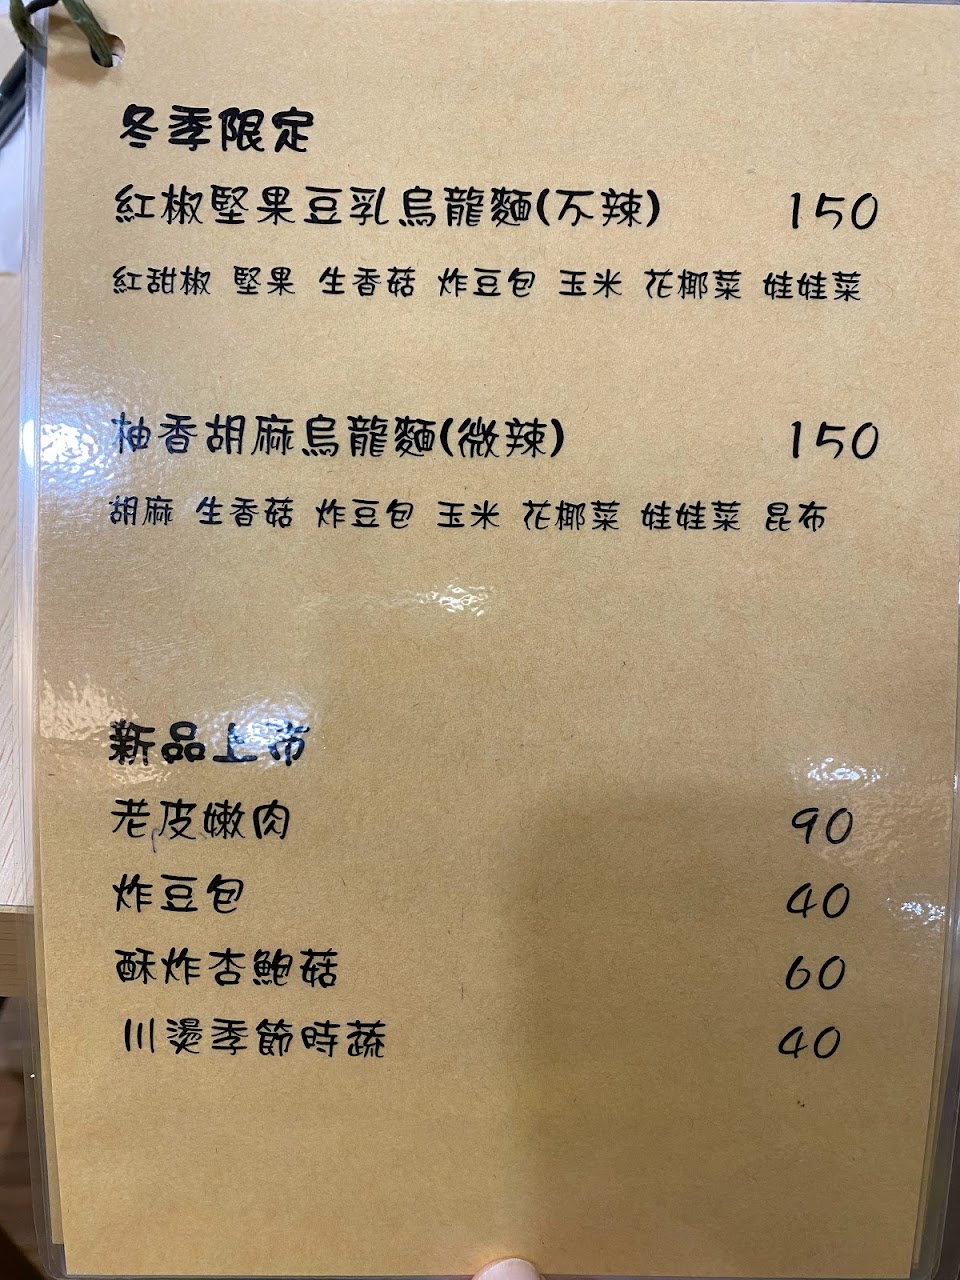 冬季限定
紅椒堅果豆乳烏龍麵(不辣) 150
紅甜椒 堅果 生香菇 炸豆包 玉米 花椰菜 娃娃菜
柚香胡麻烏龍麵(微辣) 150
胡麻 生香菇 炸豆包 玉米 花椰菜 娃娃菜 昆布
新品上市
老皮嫩肉 90
炸豆包 40
酥炸杏鮑菇 60
川燙季節時蔬 40